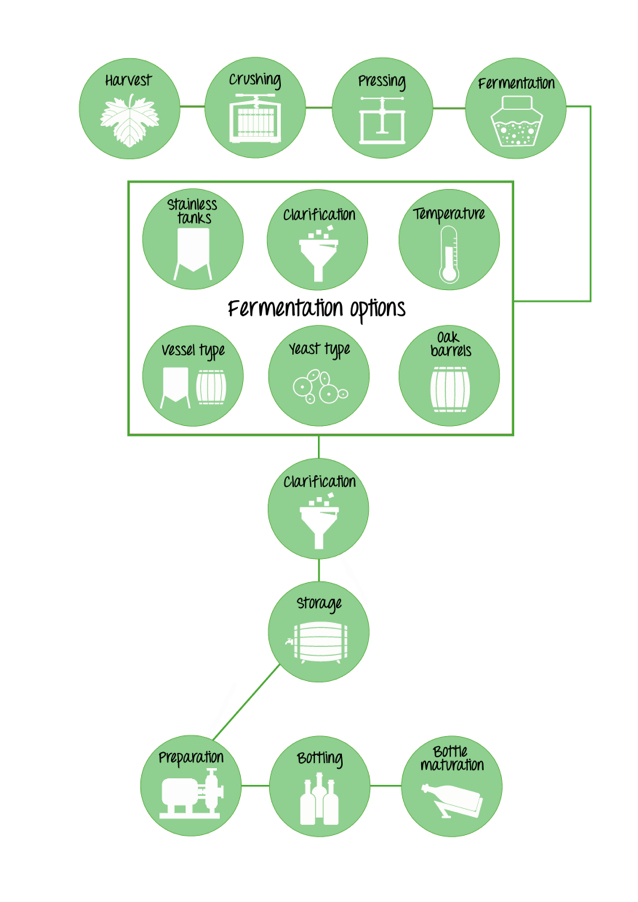 Harvest
Crushing
Pressing
Fermentation
Stainless
tanks
Clarification
Temperature
Fermentation options
Vessel type
Yeast type
Oak
barrels
Clarification
Storage
Preparation
Bottling
Bottle
maturation